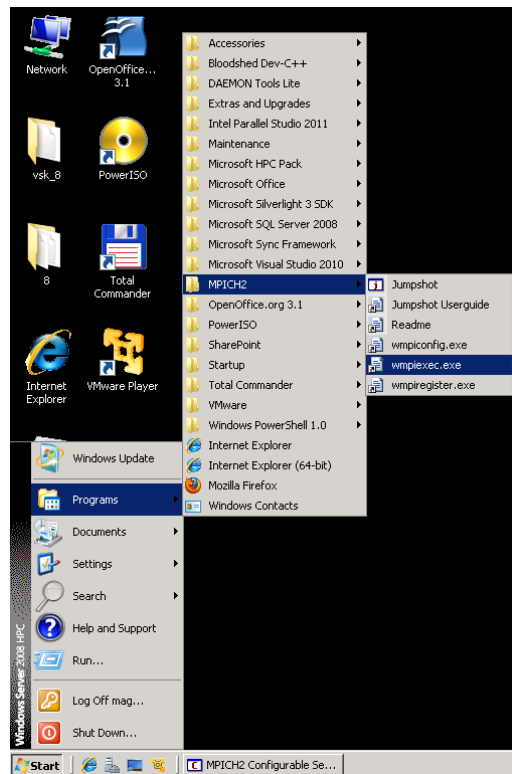 Network
OpenOffice... 3.1
vsk_8
PowerISO
8
Total Commander
Internet Explorer
VMware Player
Accessories
Bloodshed Dev-C++
DAEMON Tools Lite
Extras and Upgrades
Intel Parallel Studio 2011
Maintenance
Microsoft HPC Pack
Microsoft Office
Microsoft Silverlight 3 SDK
Microsoft SQL Server 2008
Microsoft Sync Framework
Microsoft Visual Studio 2010
MPICH2
OpenOffice.org 3.1
PowerISO
SharePoint
Startup
Total Commander
VMware
Windows PowerShell 1.0
Internet Explorer
Internet Explorer (64-bit)
Mozilla Firefox
Windows Contacts
Jumpshot
Jumpshot Userguide
Readme
wmpiconfig.exe
wmpiexec.exe
wmpiregister.exe
Windows Update
Programs
Documents
Settings
Search
Help and Support
Run...
Log Off mag...
Shut Down...
Windows Server 2008 HPC
Start
MPICH2 Configurable Se...